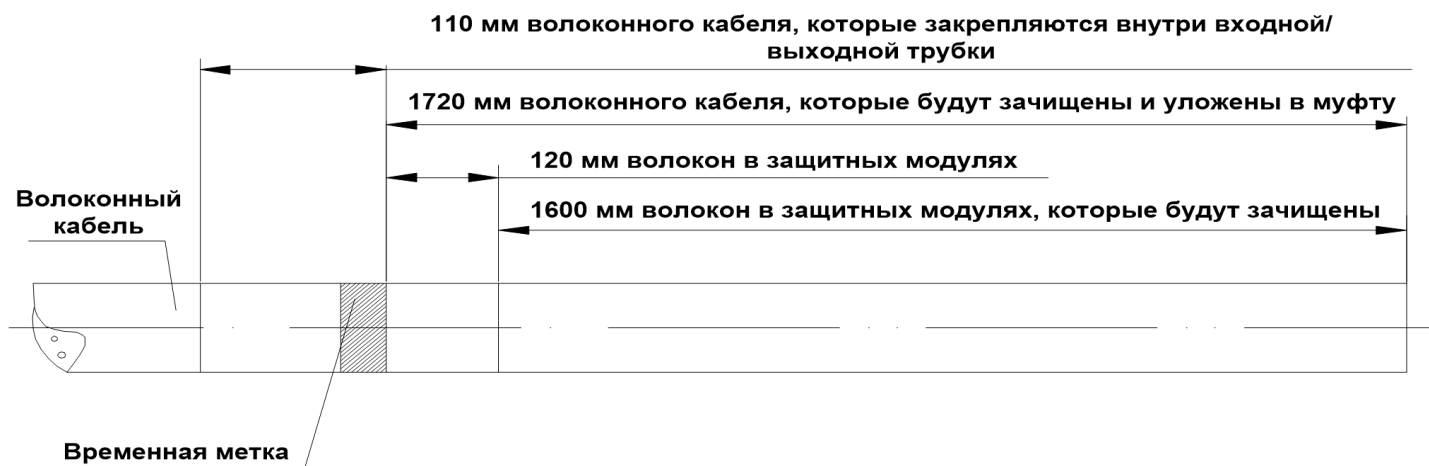 110 мм волоконного кабеля, которые закрепляются внутри входной/
выходной трубки
1720 мм волоконного кабеля, которые будут зачищены и уложены в муфту
120 мм волокон в защитных модулях
1600 мм волокон в защитных модулях, которые будут зачищены
Волоконный
кабель
Временная метка